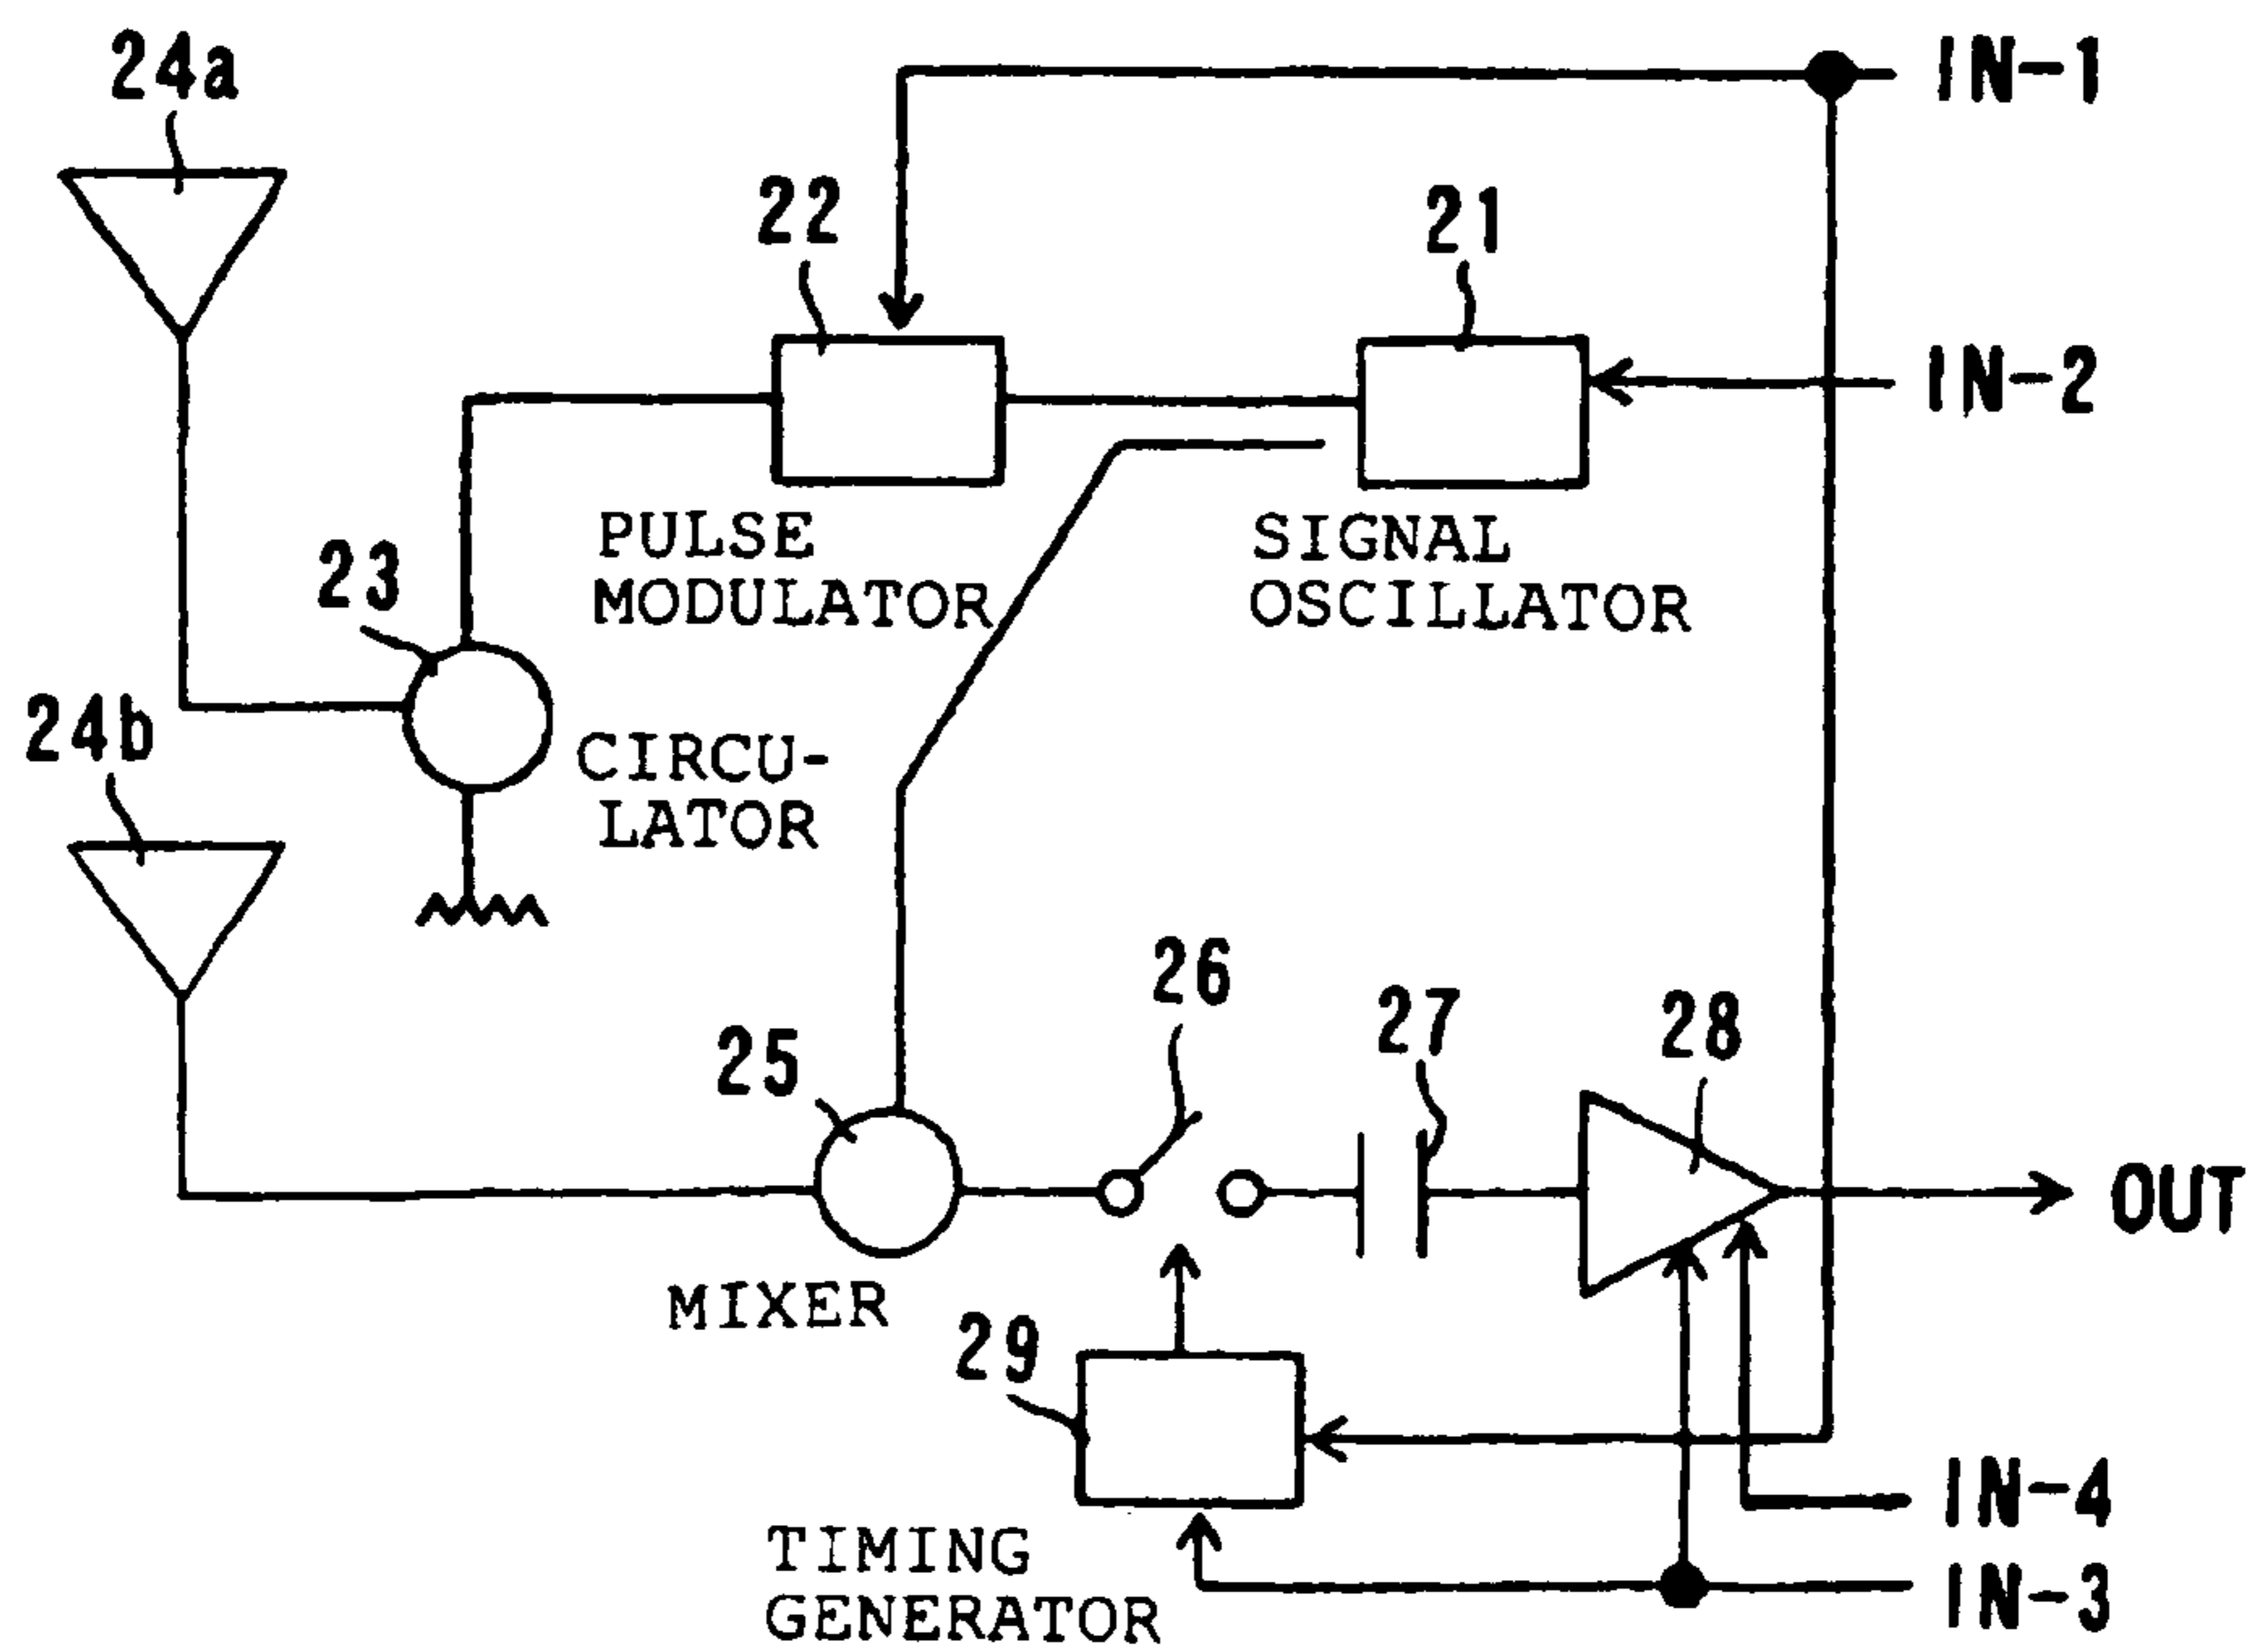 24a
IN-1
22
21
IN-2
PULSE
MODULATOR
SIGNAL
OSCILLATOR
23
24b
CIRCU-
LATOR
26
27
28
25
OUT
MIXER
29
IN-4
TIMING
GENERATOR
IN-3